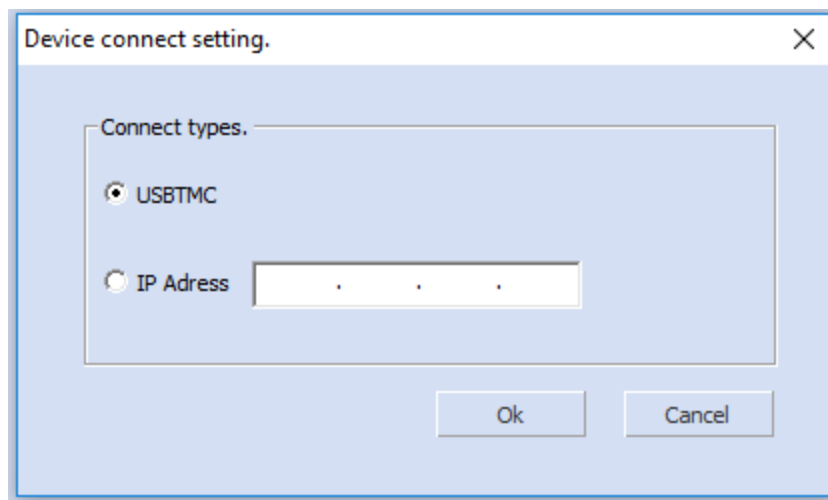 Device connect setting.
Connect types.
USBTMC
IP Adress . . .
Ok Cancel